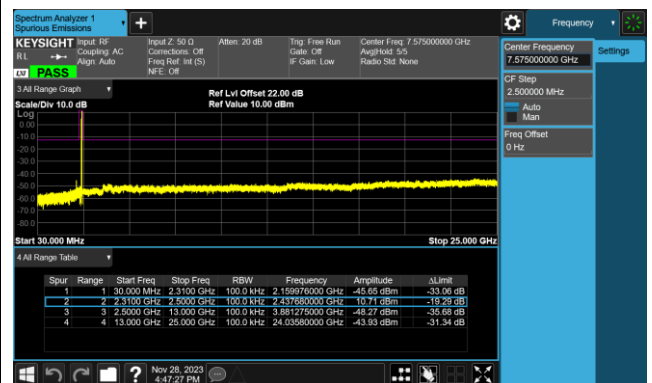 Spectrum Analyzer 1
Spurious Emissions
Frequency
KEYSIGHT
R L
LXI
PASS
Input: RF
Coupling: AC
Align: Auto
Input Z: 50 Ω
Corrections: Off
Freq Ref: Int (S)
NFE: Off
Atten: 20 dB
Trig: Free Run
Gate: Off
IF Gain: Low
Center Freq: 7.575000000 GHz
Avg|Hold: 5/5
Radio Std: None
Center Frequency
7.575000000 GHz
Settings
CF Step
2.500000 MHz
Auto
Man
Freq Offset
0 Hz
3 All Range Graph
Scale/Div 10.0 dB
Ref Lvl Offset 22.00 dB
Ref Value 10.00 dBm
Log
0.00
-10.0
-20.0
-30.0
-40.0
-50.0
-60.0
-70.0
-80.0
Start 30.000 MHz
Stop 25.000 GHz
4 All Range Table
Spur Range Start Freq Stop Freq RBW Frequency Amplitude ΔLimit
1 1 30.000 MHz 2.3100 GHz 100.0 kHz 2.159976000 GHz -45.65 dBm -33.06 dB
2 2 2.3100 GHz 2.5000 GHz 100.0 kHz 2.437680000 GHz 10.71 dBm -19.29 dB
3 3 2.5000 GHz 13.000 GHz 100.0 kHz 3.881275000 GHz -48.27 dBm -35.68 dB
4 4 13.000 GHz 25.000 GHz 100.0 kHz 24.03580000 GHz -43.93 dBm -31.34 dB
?
Nov 28, 2023
4:47:27 PM